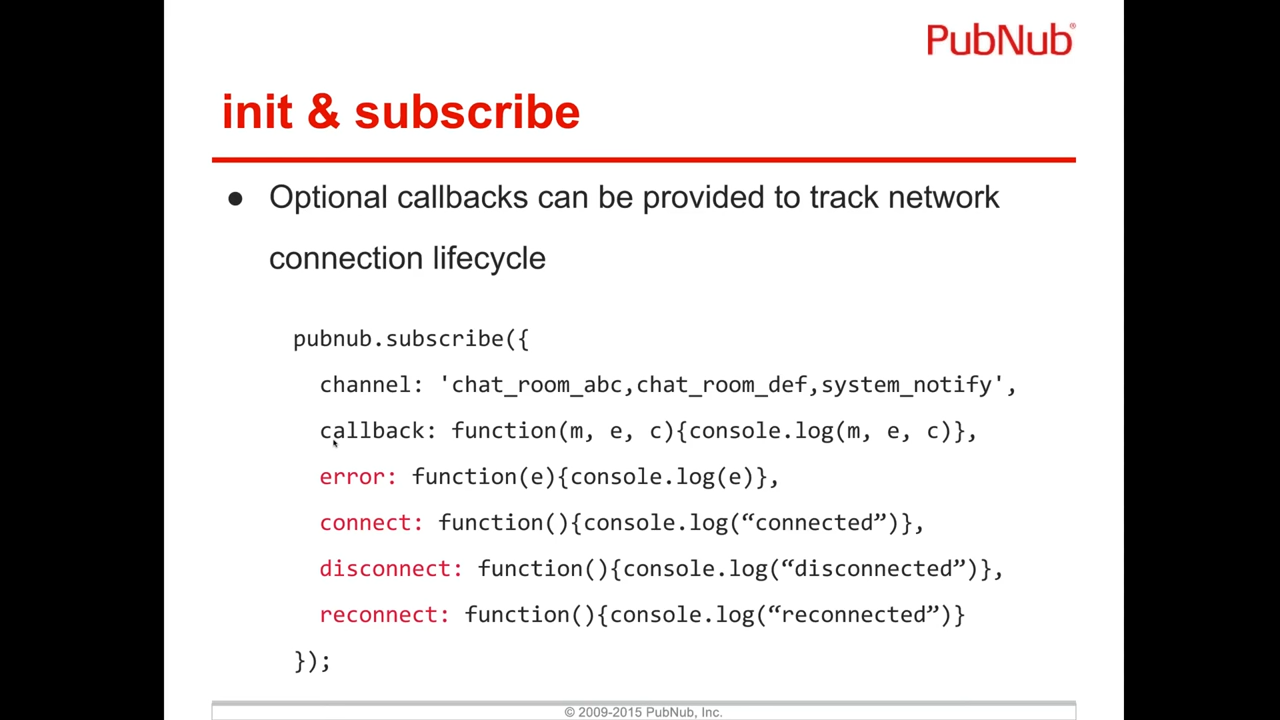 PubNub®
init & subscribe
● Optional callbacks can be provided to track network
connection lifecycle
pubnub.subscribe({
channel: 'chat_room_abc,chat_room_def,system_notify',
callback: function(m, e, c){console.log(m, e, c)},
error: function(e){console.log(e)},
connect: function(){console.log(“connected”)},
disconnect: function(){console.log(“disconnected”)},
reconnect: function(){console.log(“reconnected”)}
});
© 2009-2015 PubNub, Inc.